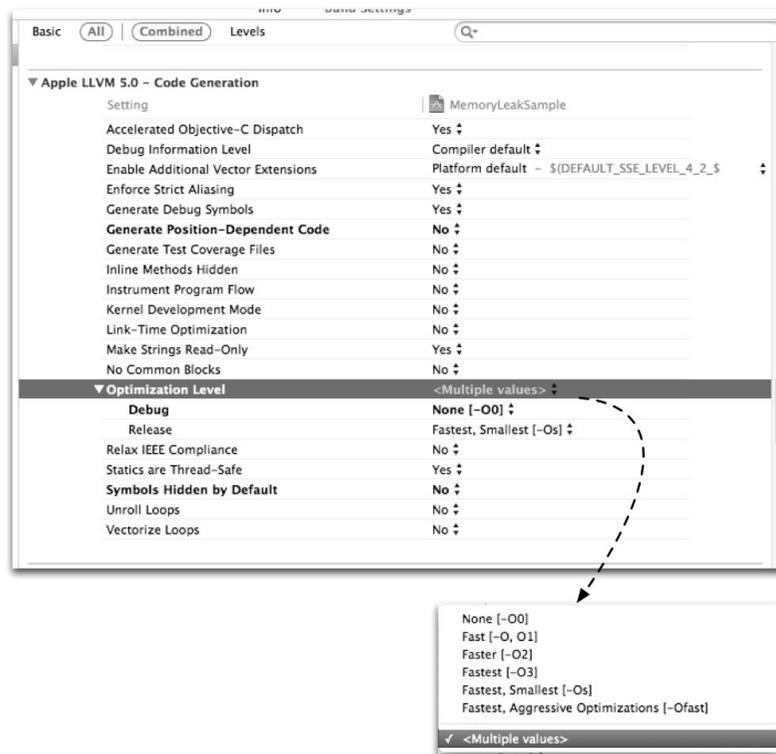 Info Build Settings
Basic All Combined Levels
Apple LLVM 5.0 – Code Generation
Setting MemoryLeakSample
Accelerated Objective-C Dispatch Yes
Debug Information Level Compiler default
Enable Additional Vector Extensions Platform default – $(DEFAULT_SSE_LEVEL_4_2_$
Enforce Strict Aliasing Yes
Generate Debug Symbols Yes
Generate Position-Dependent Code No
Generate Test Coverage Files No
Inline Methods Hidden No
Instrument Program Flow No
Kernel Development Mode No
Link-Time Optimization No
Make Strings Read-Only Yes
No Common Blocks No
Optimization Level <Multiple values>
Debug None [-O0]
Release Fastest, Smallest [-Os]
Relax IEEE Compliance No
Statics are Thread-Safe Yes
Symbols Hidden by Default No
Unroll Loops No
Vectorize Loops No
None [-O0]
Fast [-O, O1]
Faster [-O2]
Fastest [-O3]
Fastest, Smallest [-Os]
Fastest, Aggressive Optimizations [-Ofast]
✓ <Multiple values>